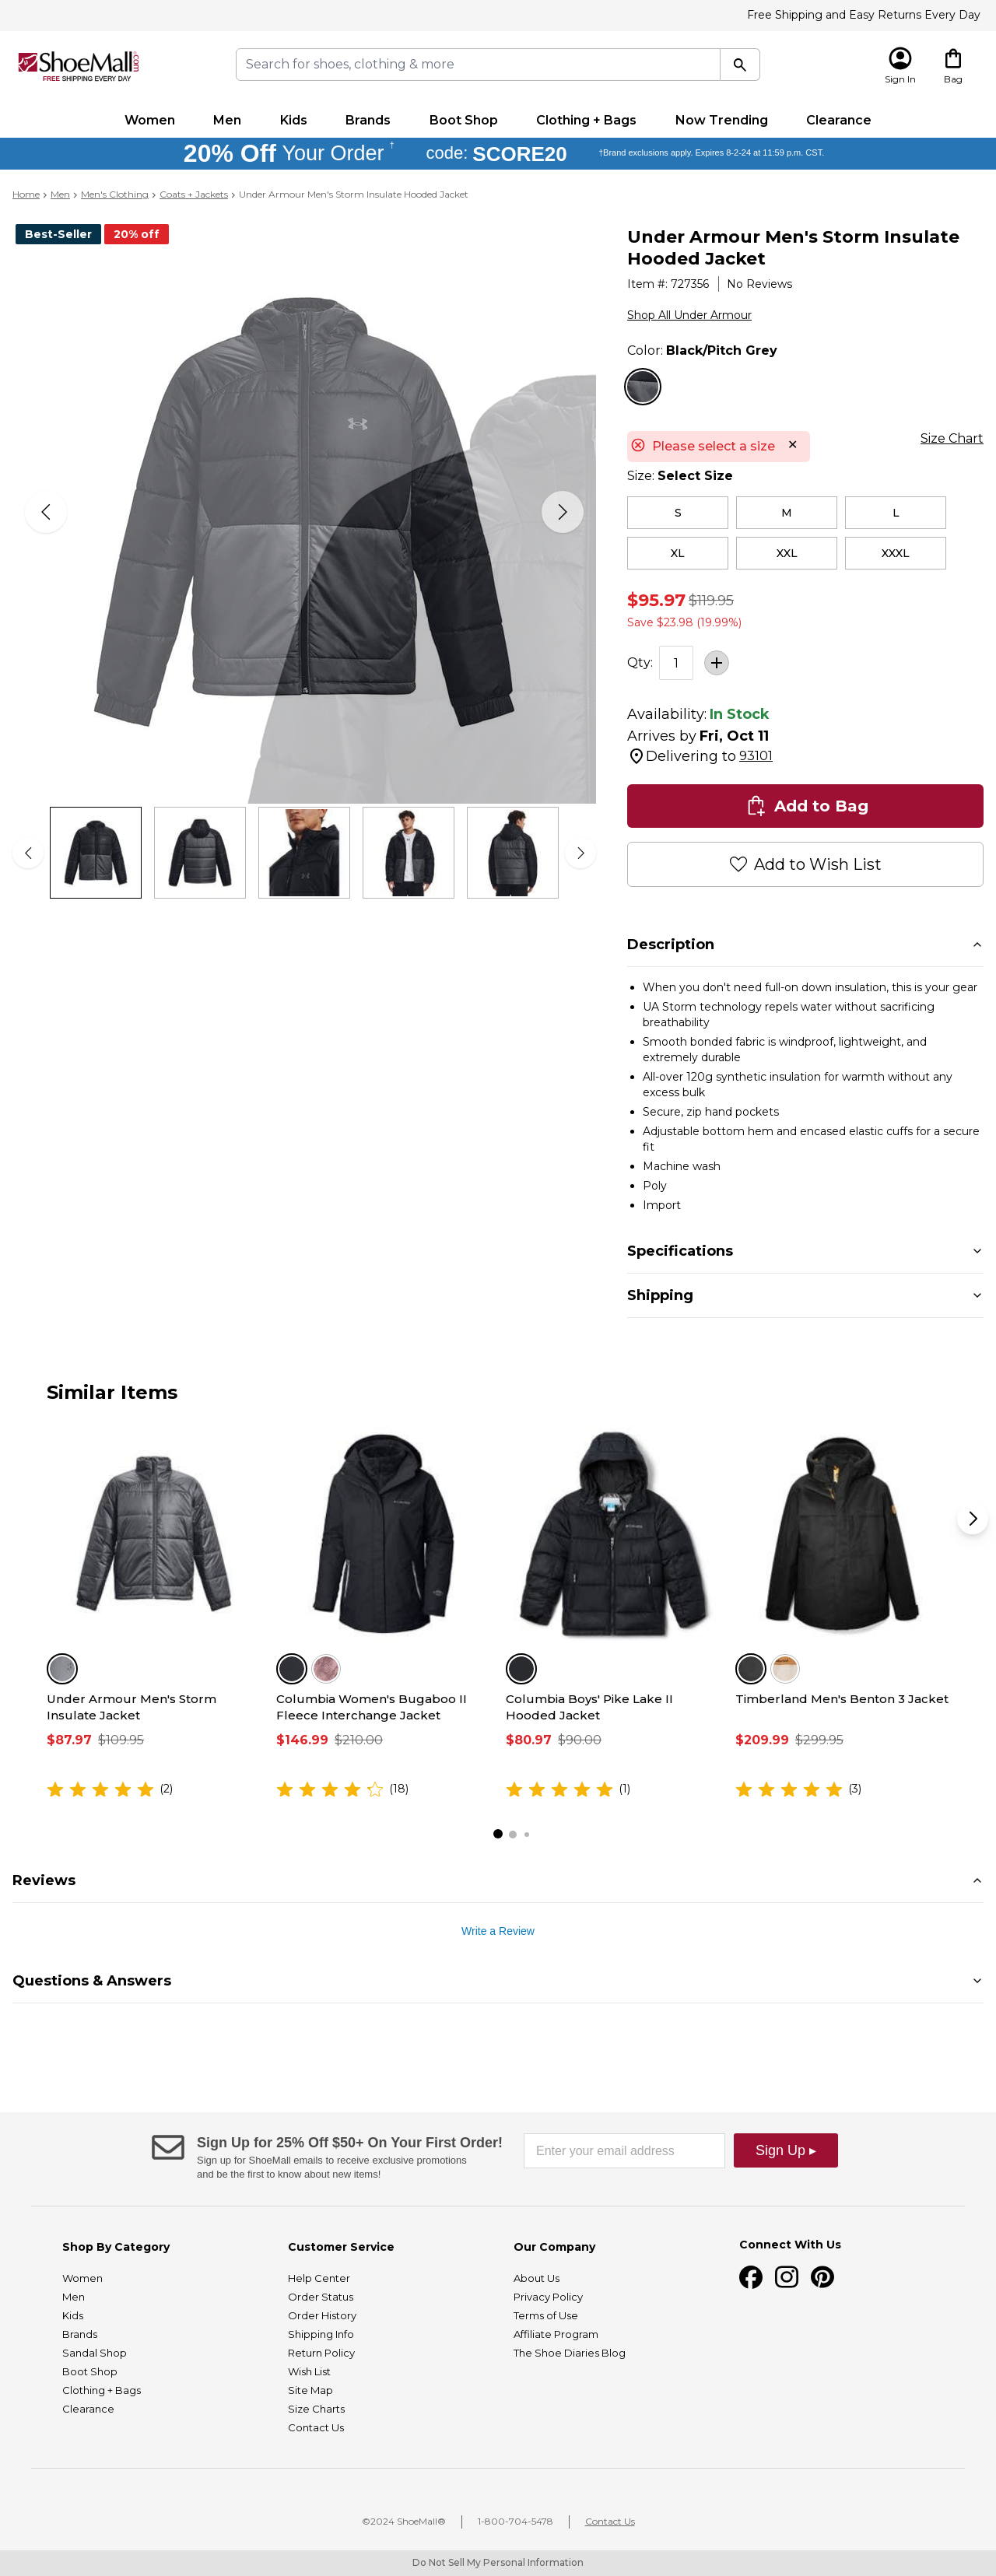 Free Shipping and Easy Returns Every Day
ShoeMall.com
FREE SHIPPING EVERY DAY
Search for shoes, clothing & more
Sign In
Bag
Women
Men
Kids
Brands
Boot Shop
Clothing + Bags
Now Trending
Clearance
20% Off Your Order † code: SCORE20 †Brand exclusions apply. Expires 8-2-24 at 11:59 p.m. CST.
Home > Men > Men's Clothing > Coats + Jackets > Under Armour Men's Storm Insulate Hooded Jacket
Best-Seller
20% off
Under Armour Men's Storm Insulate
Hooded Jacket
Item #: 727356
No Reviews
Shop All Under Armour
Color: Black/Pitch Grey
Please select a size
Size Chart
Size: Select Size
S
M
L
XL
XXL
XXXL
$95.97 $119.95
Save $23.98 (19.99%)
Qty:
1
Availability: In Stock
Arrives by Fri, Oct 11
Delivering to 93101
Add to Bag
Add to Wish List
Description
• When you don't need full-on down insulation, this is your gear
• UA Storm technology repels water without sacrificing
breathability
• Smooth bonded fabric is windproof, lightweight, and
extremely durable
• All-over 120g synthetic insulation for warmth without any
excess bulk
• Secure, zip hand pockets
• Adjustable bottom hem and encased elastic cuffs for a secure
fit
• Machine wash
• Poly
• Import
Specifications
Shipping
Similar Items
Under Armour Men's Storm
Insulate Jacket
$87.97 $109.95
(2)
Columbia Women's Bugaboo II
Fleece Interchange Jacket
$146.99 $210.00
(18)
Columbia Boys' Pike Lake II
Hooded Jacket
$80.97 $90.00
(1)
Timberland Men's Benton 3 Jacket
$209.99 $299.95
(3)
Reviews
Write a Review
Questions & Answers
Sign Up for 25% Off $50+ On Your First Order!
Sign up for ShoeMall emails to receive exclusive promotions
and be the first to know about new items!
Enter your email address
Sign Up ▸
Shop By Category
Women
Men
Kids
Brands
Sandal Shop
Boot Shop
Clothing + Bags
Clearance
Customer Service
Help Center
Order Status
Order History
Shipping Info
Return Policy
Wish List
Site Map
Size Charts
Contact Us
Our Company
About Us
Privacy Policy
Terms of Use
Affiliate Program
The Shoe Diaries Blog
Connect With Us
©2024 ShoeMall®
1-800-704-5478
Contact Us
Do Not Sell My Personal Information